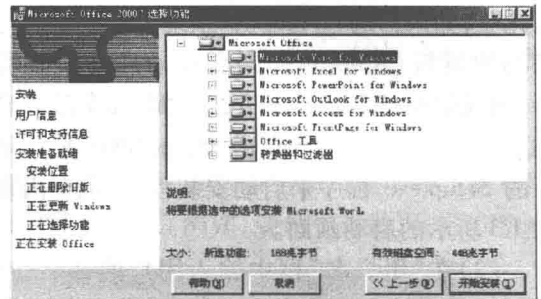 Microsoft Office 2000：选择功能
Microsoft Office
Microsoft Word for Windows
Microsoft Excel for Windows
Microsoft PowerPoint for Windows
Microsoft Outlook for Windows
Microsoft Access for Windows
Microsoft FrontPage for Windows
Office 工具
转换器和过滤器
安装
用户信息
许可和支持信息
安装准备就绪
安装位置
正在删除旧版
正在更新 Windows
正在选择功能
正在安装 Office
说明:
将要根据选中的选项安装 Microsoft Word。
大小: 所选功能: 188兆字节 有效磁盘空间: 448兆字节
帮助(H) 取消 << 上一步(B) 开始安装(I)